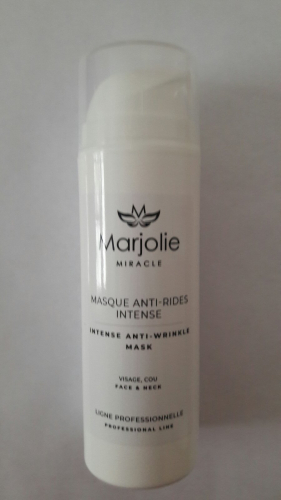 Marjolie
MIRACLE
MASQUE ANTI-RIDES
INTENSE
INTENSE ANTI-WRINKLE
MASK
VISAGE, COU
FACE & NECK
LIGNE PROFESSIONNELLE
PROFESSIONAL LINE